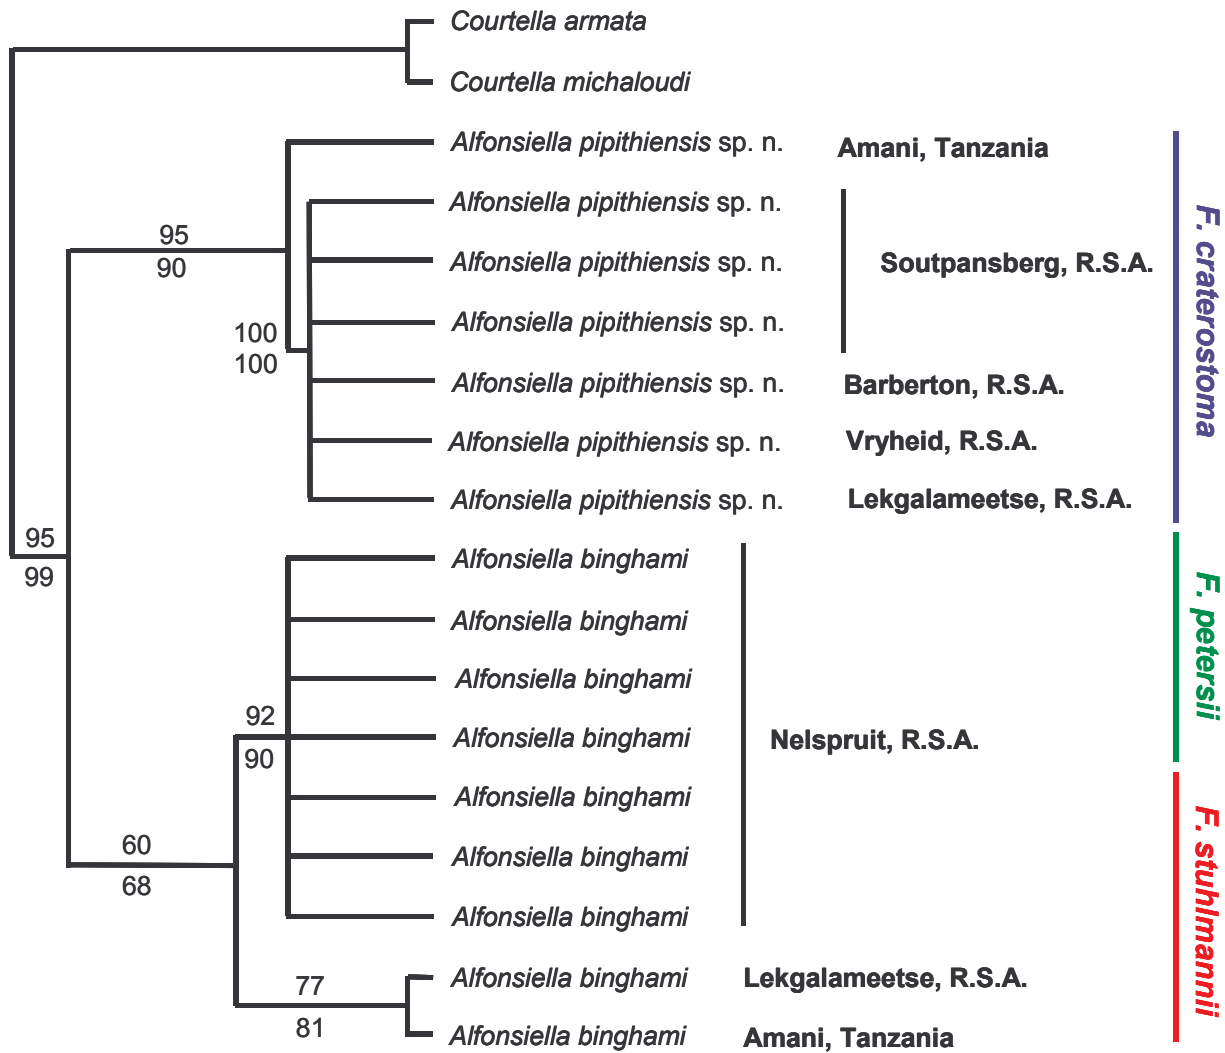 Courtella armata
Courtella michaloudi
Alfonsiella pipithiensis sp. n. Amani, Tanzania
Alfonsiella pipithiensis sp. n.
95
90
Alfonsiella pipithiensis sp. n. Soutpansberg, R.S.A.
Alfonsiella pipithiensis sp. n.
100
100
Alfonsiella pipithiensis sp. n. Barberton, R.S.A.
Alfonsiella pipithiensis sp. n. Vryheid, R.S.A.
Alfonsiella pipithiensis sp. n. Lekgalameetse, R.S.A.
F. craterostoma
95
99
Alfonsiella binghami
Alfonsiella binghami
Alfonsiella binghami
92
90
Alfonsiella binghami Nelspruit, R.S.A.
F. petersii
Alfonsiella binghami
60
68
Alfonsiella binghami
Alfonsiella binghami
77
81
Alfonsiella binghami Lekgalameetse, R.S.A.
Alfonsiella binghami Amani, Tanzania
F. stuhlmannii